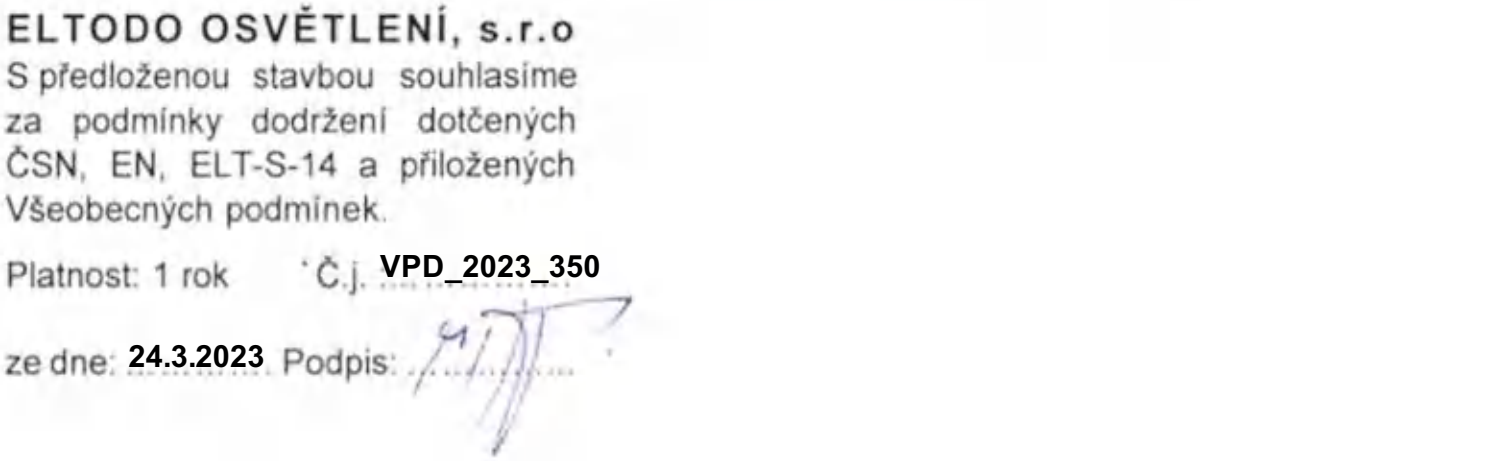 ELTODO OSVĚTLENÍ, s.r.o
S předloženou stavbou souhlasíme
za podmínky dodržení dotčených
ČSN, EN, ELT-S-14 a přiložených
Všeobecných podmínek.
Platnost: 1 rok Č.j. VPD_2023_350
ze dne: 24.3.2023 Podpis: